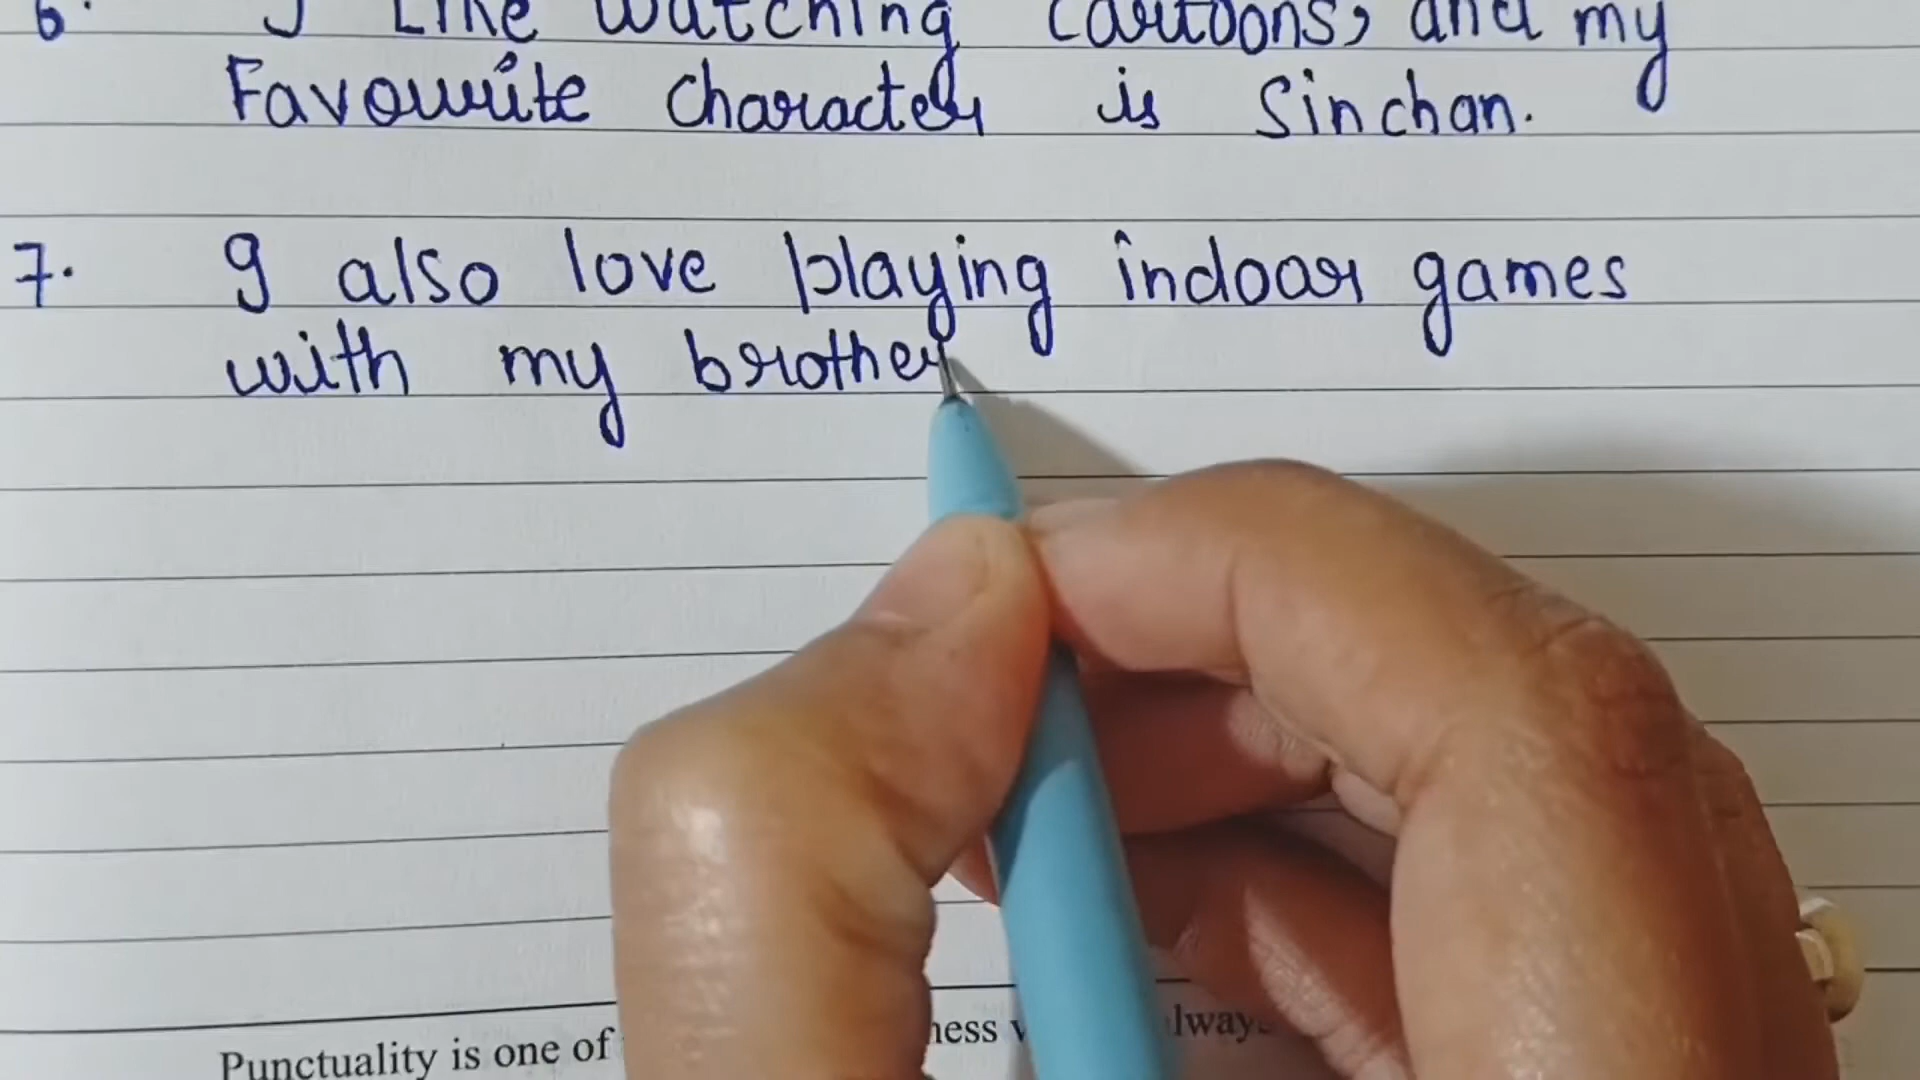 6. I Like watching cartoons, and my
Favourite character is Sinchan.
7. I also love playing indoor games
with my brother
Punctuality is one of